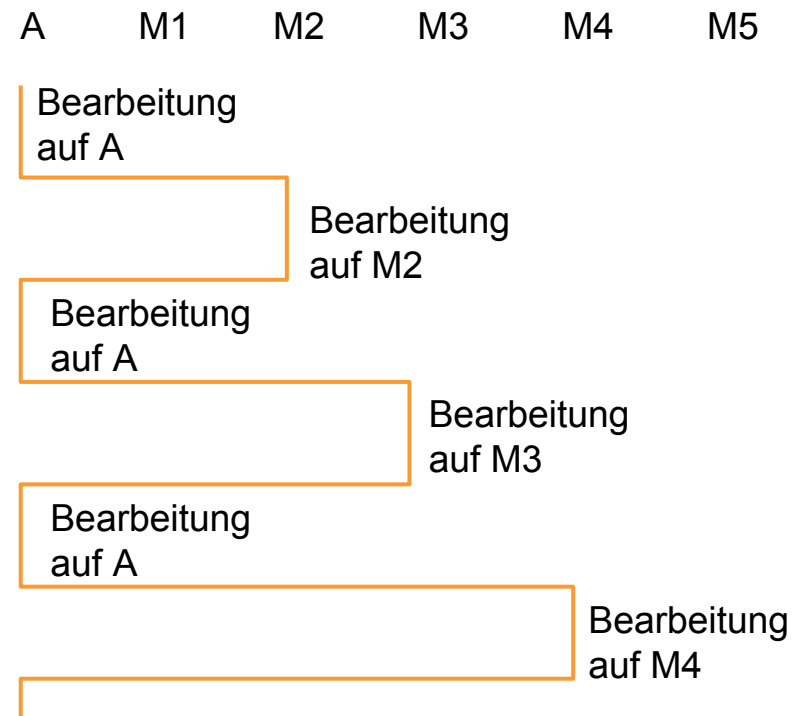 A M1 M2 M3 M4 M5
Bearbeitung
auf A
Bearbeitung
auf M2
Bearbeitung
auf A
Bearbeitung
auf M3
Bearbeitung
auf A
Bearbeitung
auf M4